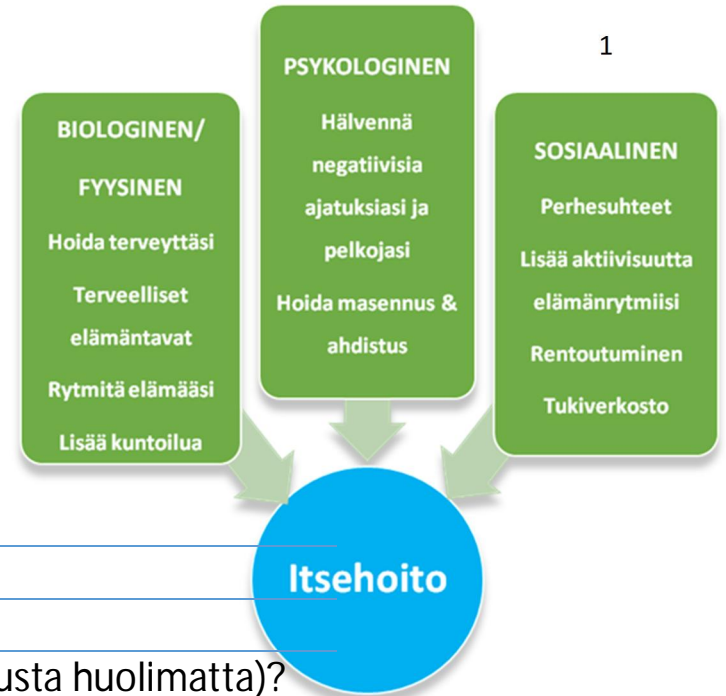 1
BIOLOGINEN/
FYYSINEN
Hoida terveyttäsi
Terveelliset
elämäntavat
Rytmitä elämääsi
Lisää kuntoilua
PSYKOLOGINEN
Hälvennä
negatiivisia
ajatuksiasi ja
pelkojasi
Hoida masennus &
ahdistus
SOSIAALINEN
Perhesuhteet
Lisää aktiivisuutta
elämänrytmiisi
Rentoutuminen
Tukiverkosto
Itsehoito
usta huolimatta)?